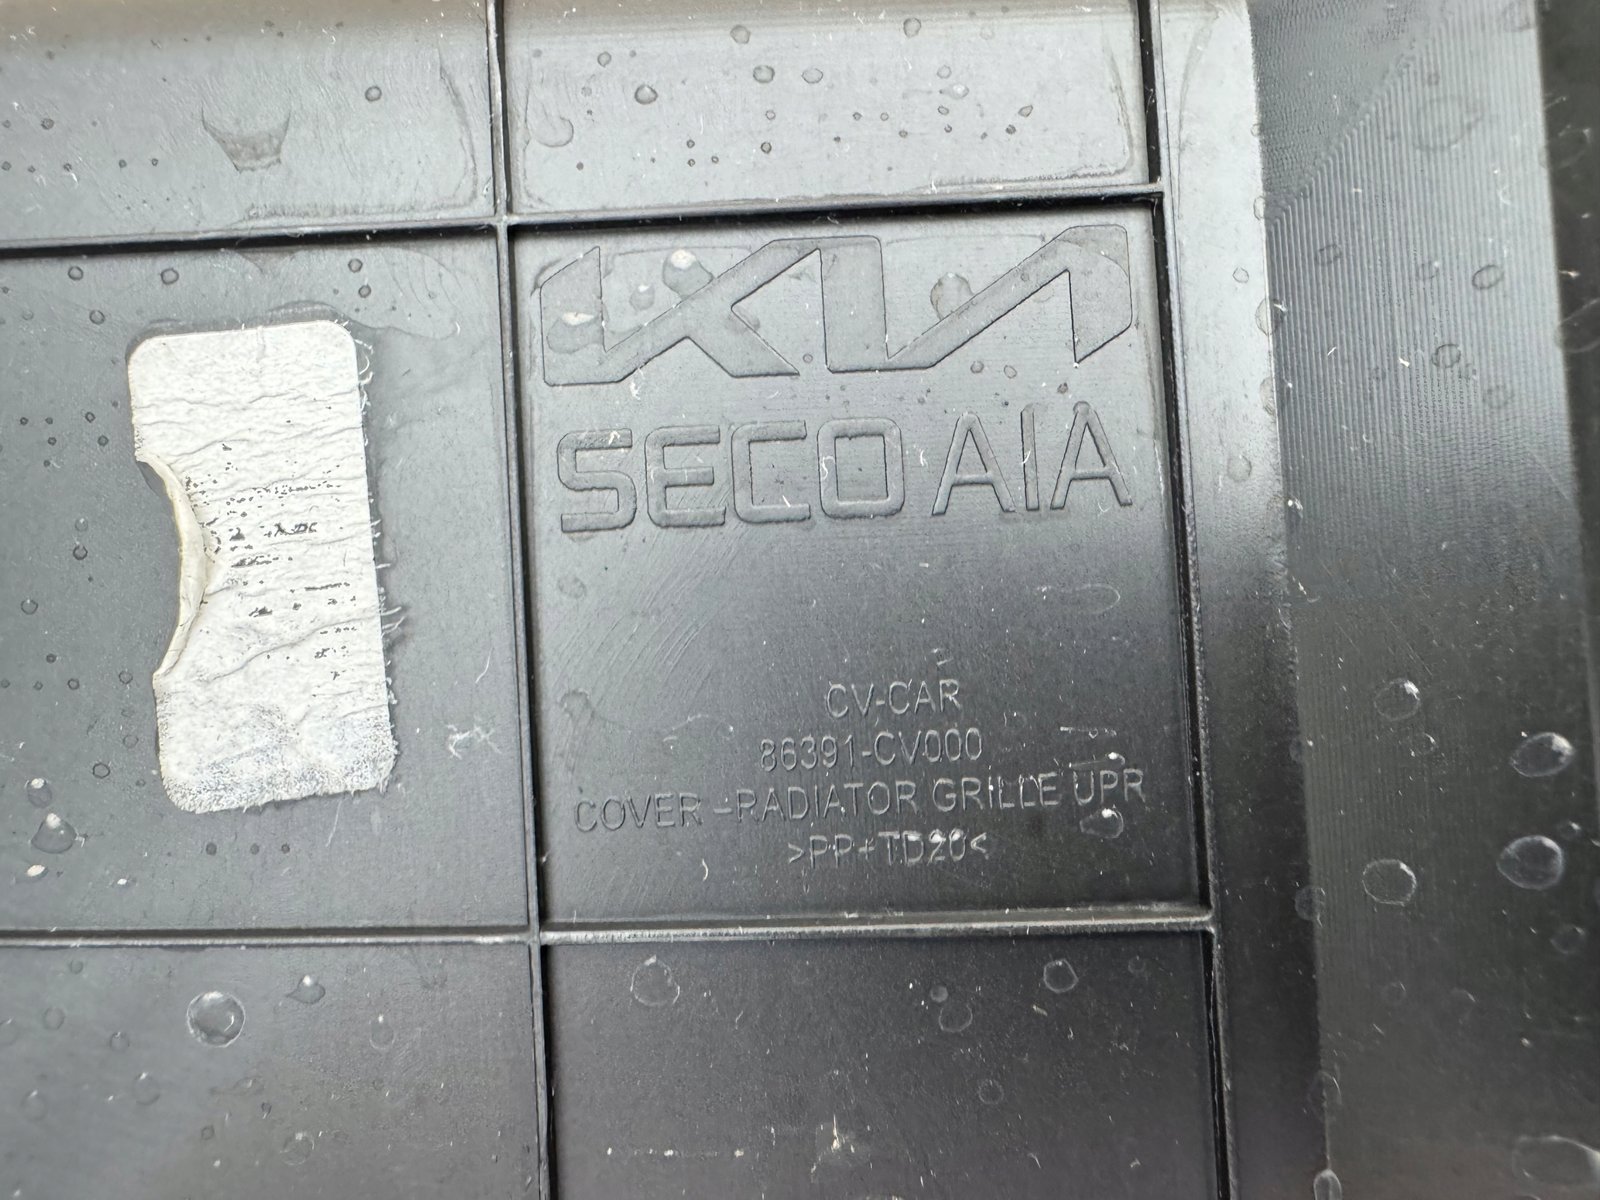 KIA
SECO AIA
CV-CAR
86391-CV000
COVER-RADIATOR GRILLE UPR
>PP+TD20<